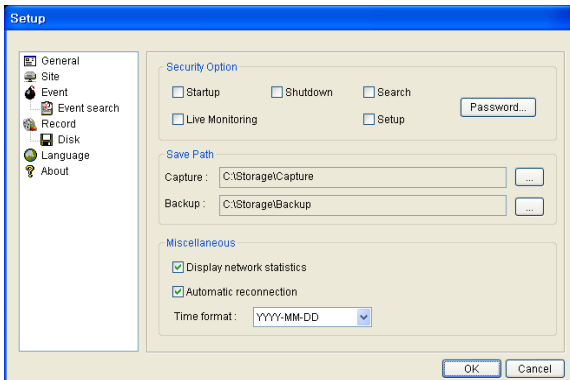 Setup
General
Site
Event
Event search
Record
Disk
Language
About
Security Option
Startup Shutdown Search
Password...
Live Monitoring Setup
Save Path
Capture : C:\Storage\Capture ...
Backup : C:\Storage\Backup ...
Miscellaneous
Display network statistics
Automatic reconnection
Time format : YYYY-MM-DD
OK Cancel